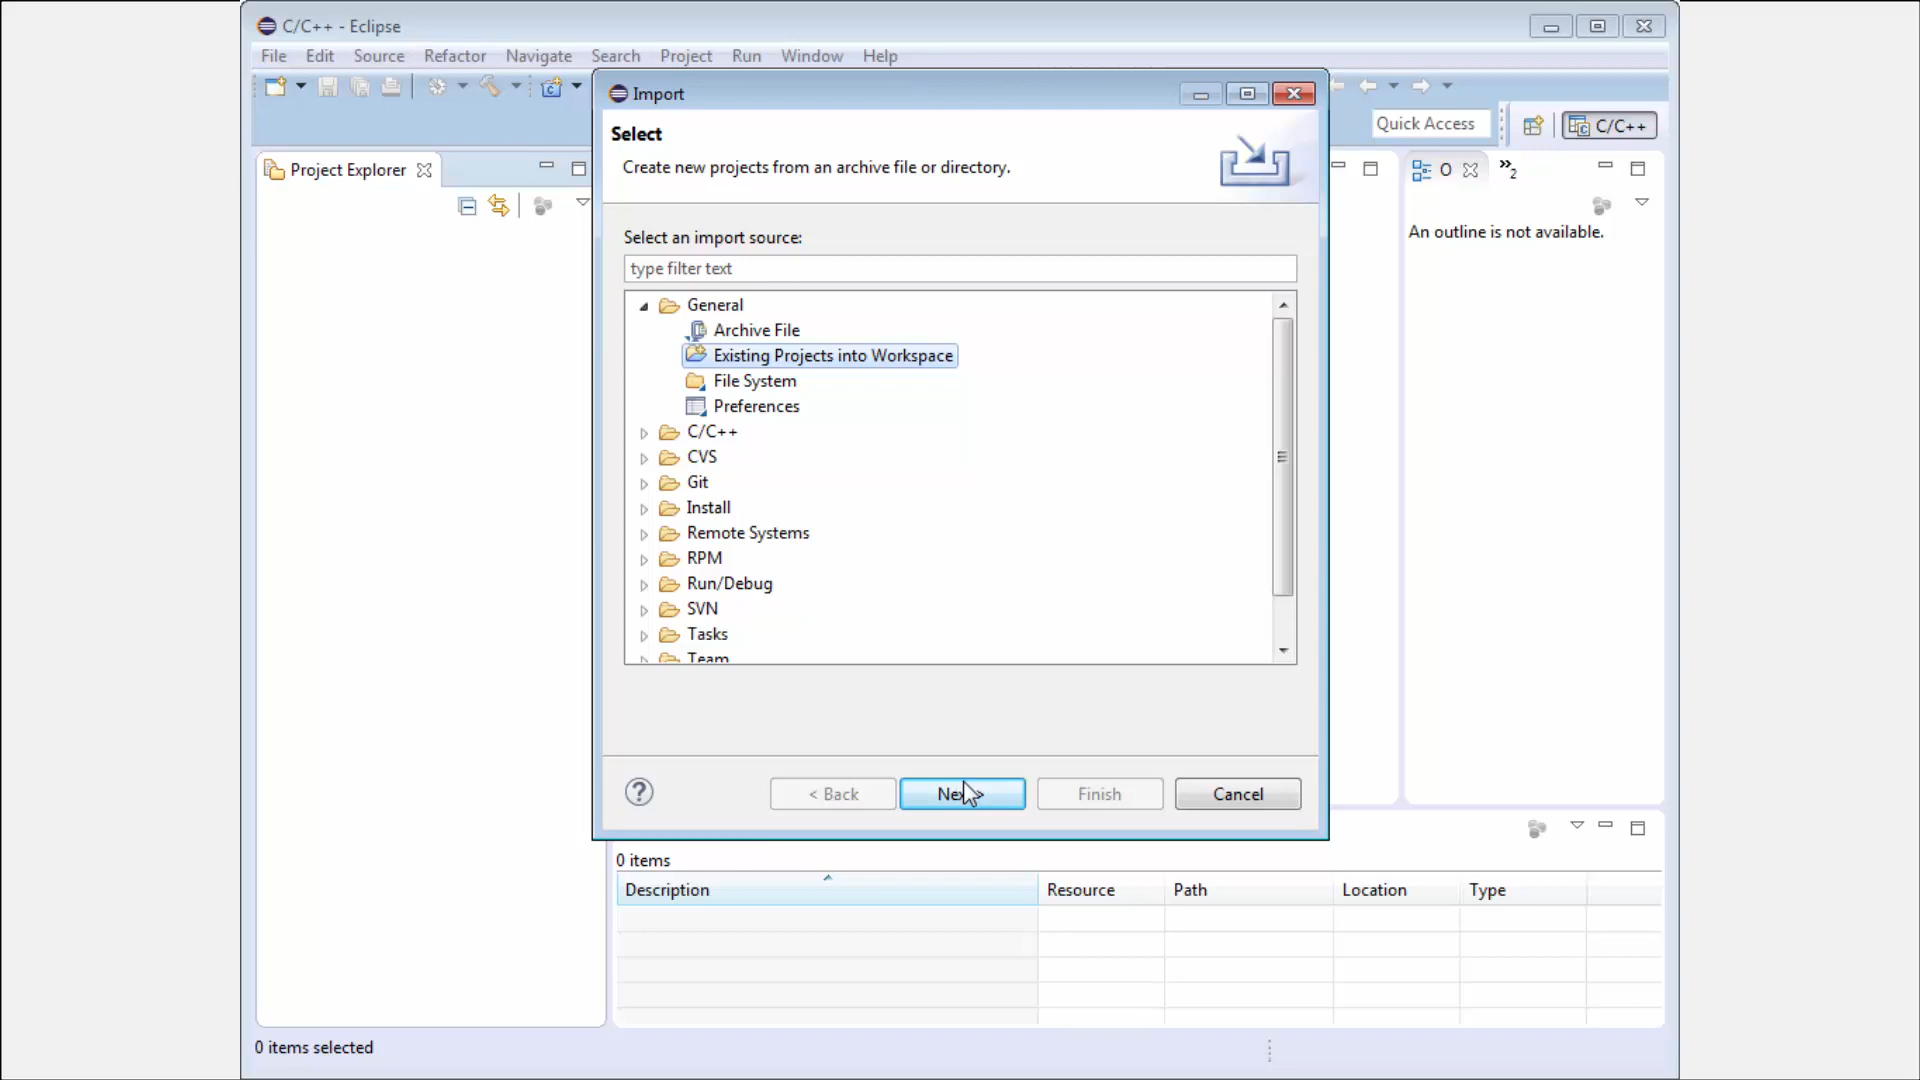 C/C++ - Eclipse
File Edit Source Refactor Navigate Search Project Run Window Help
Import
Select
Create new projects from an archive file or directory.
Quick Access
C/C++
Project Explorer
O
2
An outline is not available.
Select an import source:
type filter text
General
Archive File
Existing Projects into Workspace
File System
Preferences
C/C++
CVS
Git
Install
Remote Systems
RPM
Run/Debug
SVN
Tasks
Team
< Back
Finish
Cancel
0 items
Description Resource Path Location Type
0 items selected